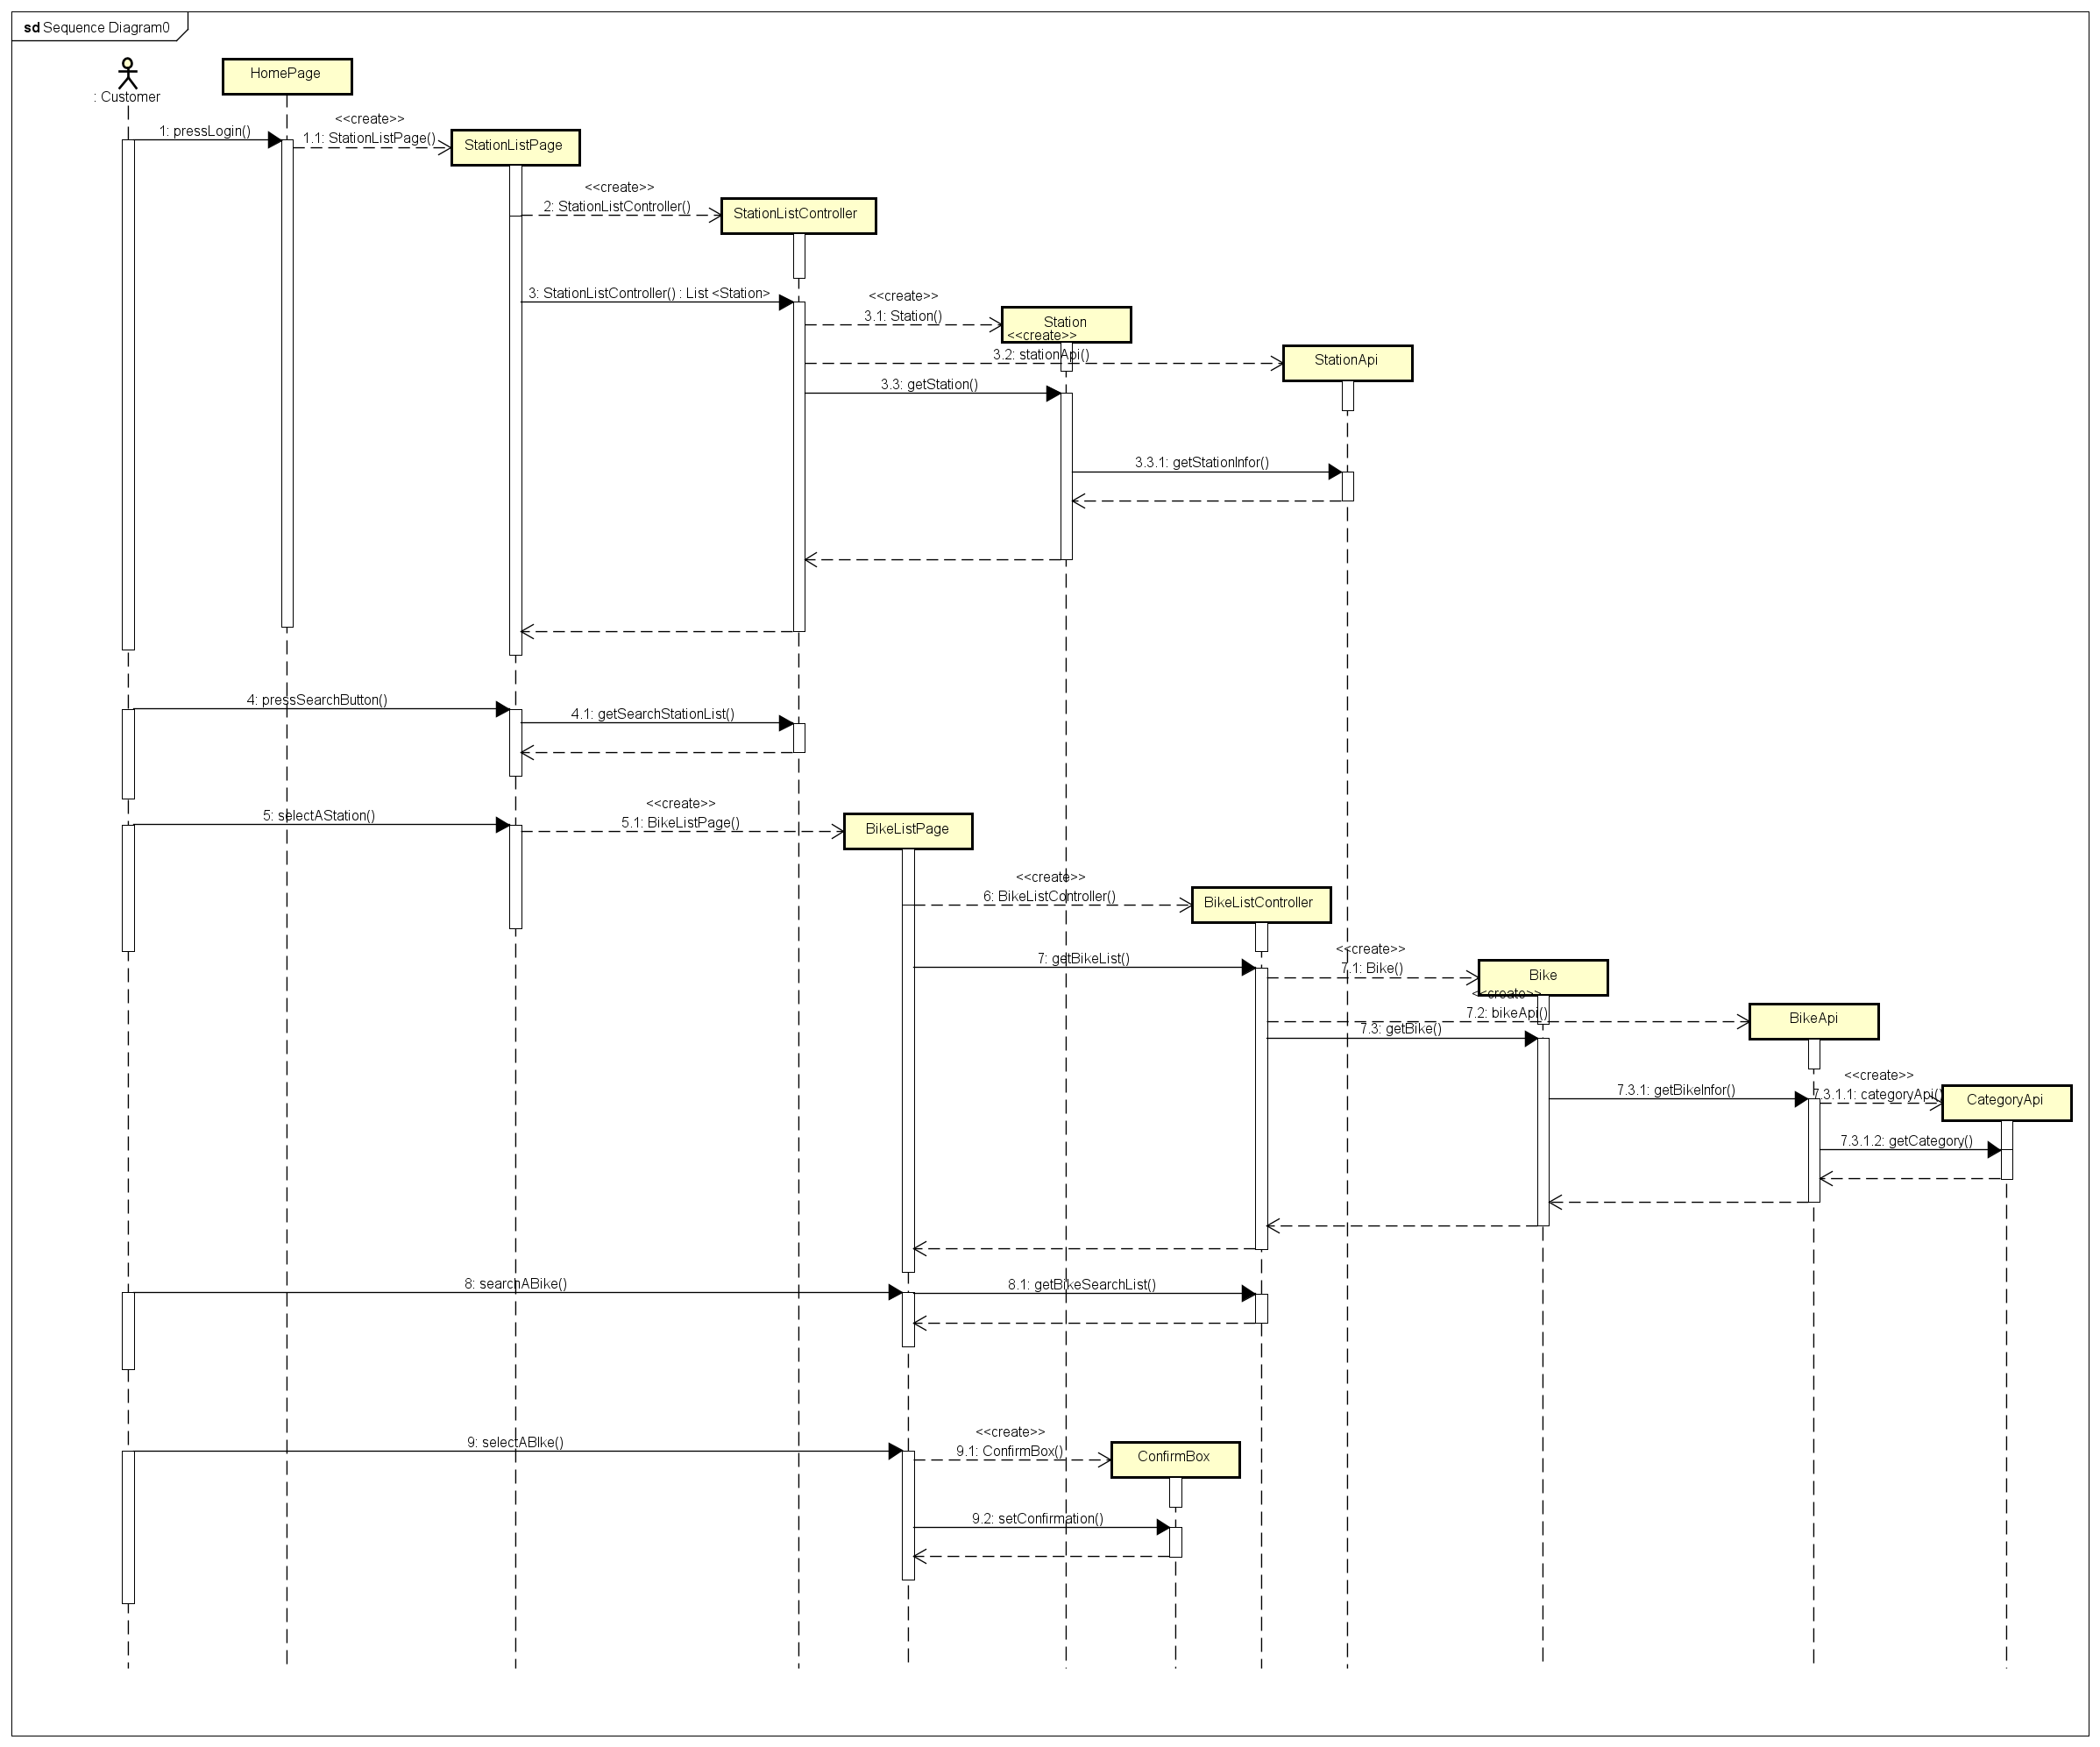 sd Sequence Diagram0
: Customer
HomePage
1: pressLogin()
<<create>>
1.1: StationListPage()
StationListPage
<<create>>
2: StationListController()
StationListController
3: StationListController() : List <Station>
<<create>>
3.1: Station()
Station
<<create>>
3.2: stationApi()
StationApi
3.3: getStation()
3.3.1: getStationInfor()
4: pressSearchButton()
4.1: getSearchStationList()
5: selectAStation()
<<create>>
5.1: BikeListPage()
BikeListPage
<<create>>
6: BikeListController()
BikeListController
7: getBikeList()
<<create>>
7.1: Bike()
Bike
<<create>>
7.2: bikeApi()
BikeApi
7.3: getBike()
7.3.1: getBikeInfor()
<<create>>
7.3.1.1: categoryApi()
CategoryApi
7.3.1.2: getCategory()
8: searchABike()
8.1: getBikeSearchList()
9: selectABIke()
<<create>>
9.1: ConfirmBox()
ConfirmBox
9.2: setConfirmation()